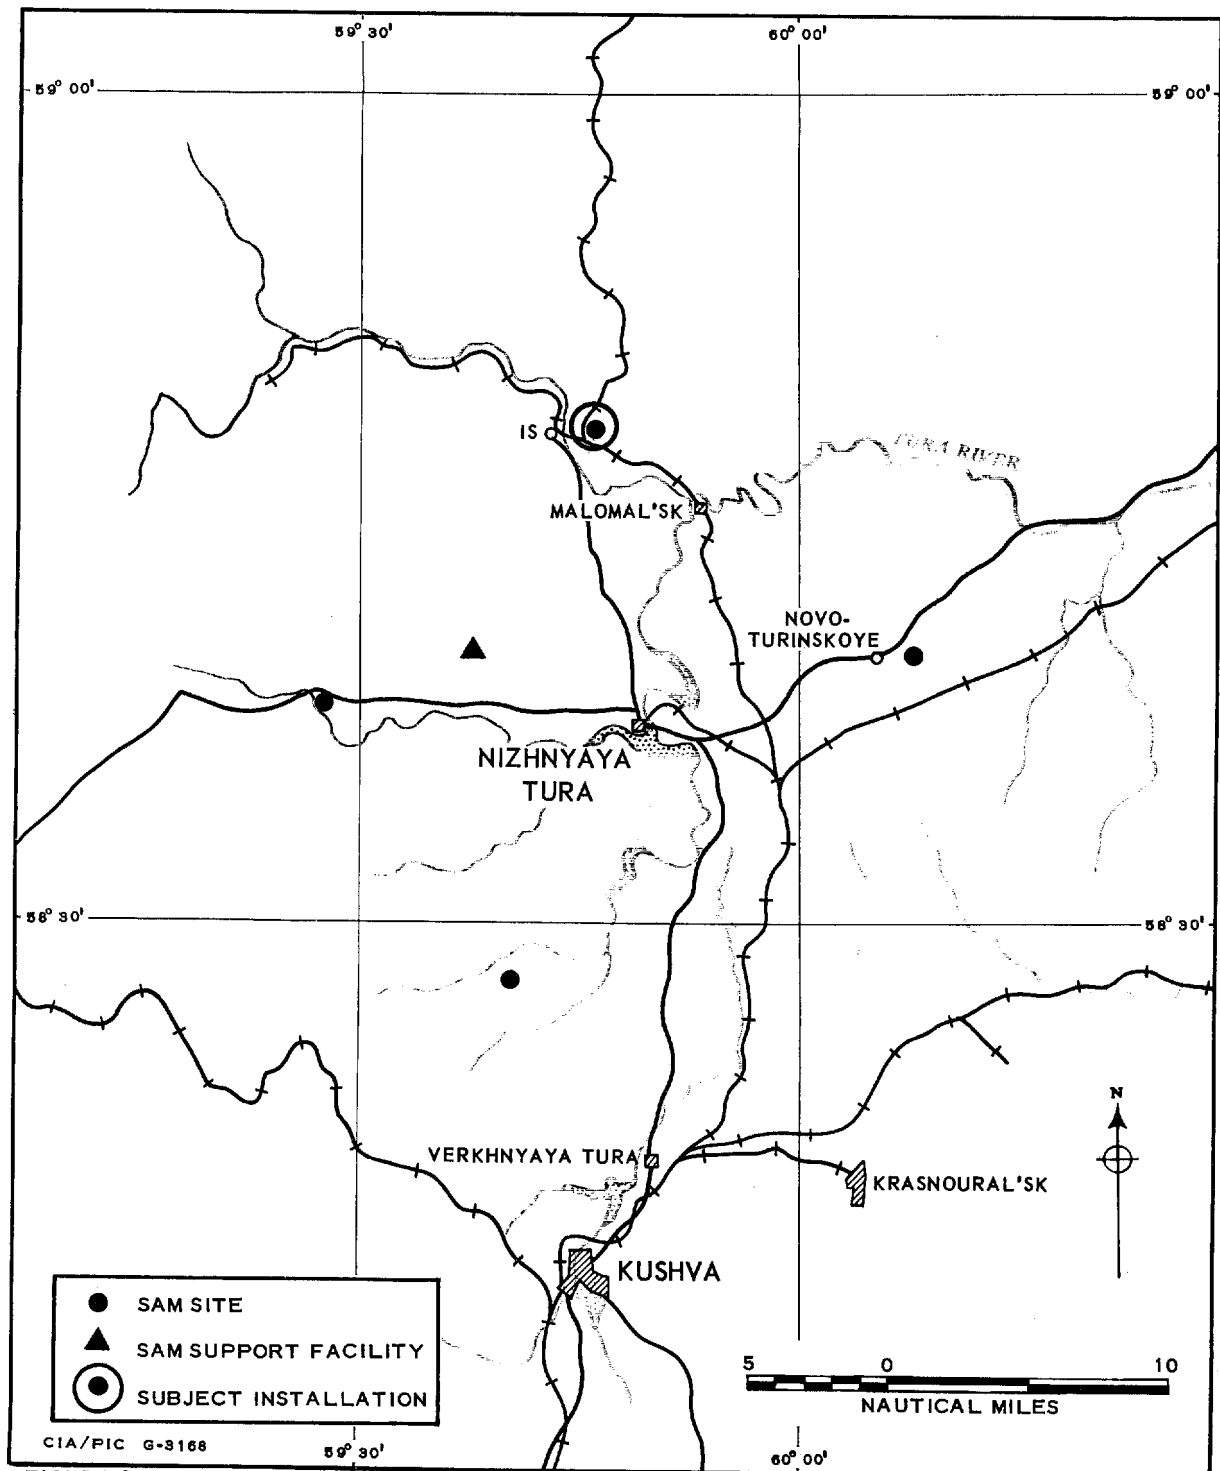 59° 30'
60° 00'
59° 00'
59° 00'
IS
TURA RIVER
MALOMAL'SK
NOVO-
TURINSKOYE
NIZHNYAYA
TURA
58° 30'
58° 30'
N
VERKHNYAYA TURA
KRASNOURAL'SK
KUSHVA
SAM SITE
SAM SUPPORT FACILITY
SUBJECT INSTALLATION
5 0 10
NAUTICAL MILES
CIA/PIC G-3168
59° 30'
60° 00'